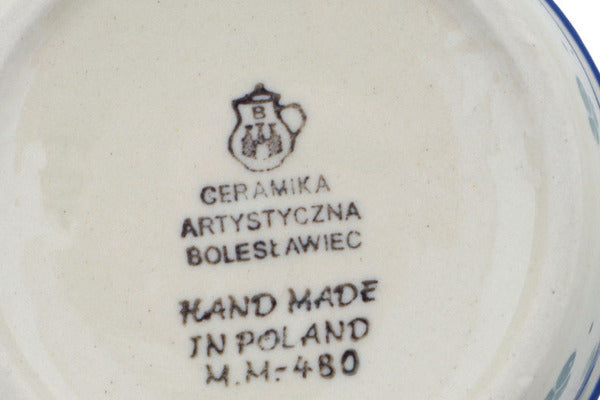 B
CERAMIKA
ARTYSTYCZNA
BOLESŁAWIEC
HAND MADE
IN POLAND
M.M.-480